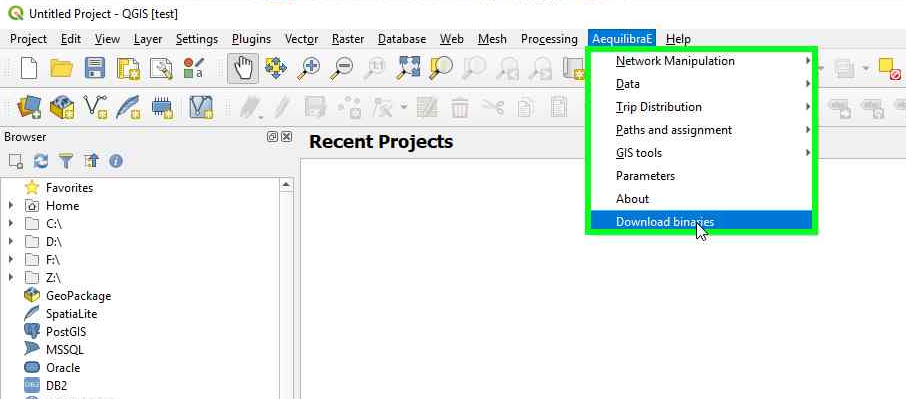 Untitled Project - QGIS [test]
Project Edit View Layer Settings Plugins Vector Raster Database Web Mesh Processing AequilibraE Help
Network Manipulation
Data
Trip Distribution
Paths and assignment
GIS tools
Parameters
About
Download binaries
Browser
Recent Projects
Favorites
Home
C:\
D:\
F:\
Z:\
GeoPackage
SpatiaLite
PostGIS
MSSQL
Oracle
DB2